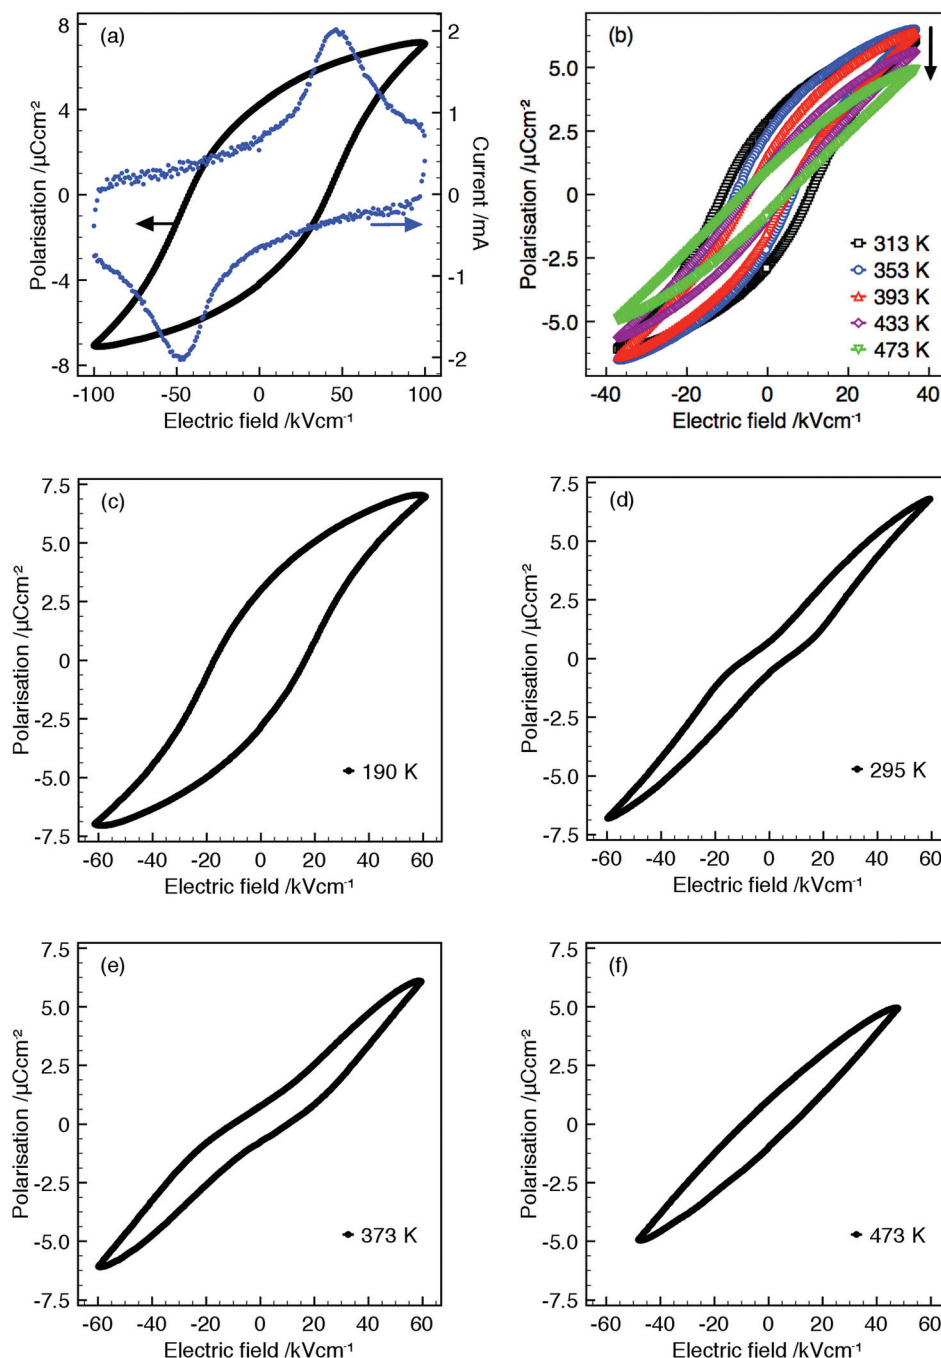 (a)
8
4
0
-4
-8
Polarisation /µCcm⁻²
2
1
0
-1
-2
Current /mA
-100 -50 0 50 100
Electric field /kVcm⁻¹
(b)
5.0
2.5
0
-2.5
-5.0
Polarisation /µCcm⁻²
313 K
353 K
393 K
433 K
473 K
-40 -20 0 20 40
Electric field /kVcm⁻¹
(c)
7.5
5.0
2.5
0
-2.5
-5.0
-7.5
Polarisation /µCcm⁻²
190 K
-60 -40 -20 0 20 40 60
Electric field /kVcm⁻¹
(d)
7.5
5.0
2.5
0
-2.5
-5.0
-7.5
Polarisation /µCcm⁻²
295 K
-60 -40 -20 0 20 40 60
Electric field /kVcm⁻¹
(e)
7.5
5.0
2.5
0
-2.5
-5.0
-7.5
Polarisation /µCcm⁻²
373 K
-60 -40 -20 0 20 40 60
Electric field /kVcm⁻¹
(f)
7.5
5.0
2.5
0
-2.5
-5.0
-7.5
Polarisation /µCcm⁻²
473 K
-60 -40 -20 0 20 40 60
Electric field /kVcm⁻¹